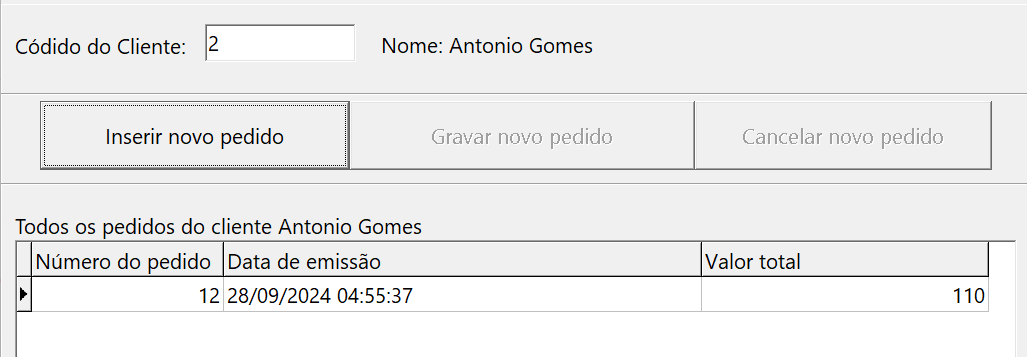 Códido do Cliente: 2 Nome: Antonio Gomes
Inserir novo pedido Gravar novo pedido Cancelar novo pedido
Todos os pedidos do cliente Antonio Gomes
Número do pedido Data de emissão Valor total
12 28/09/2024 04:55:37 110